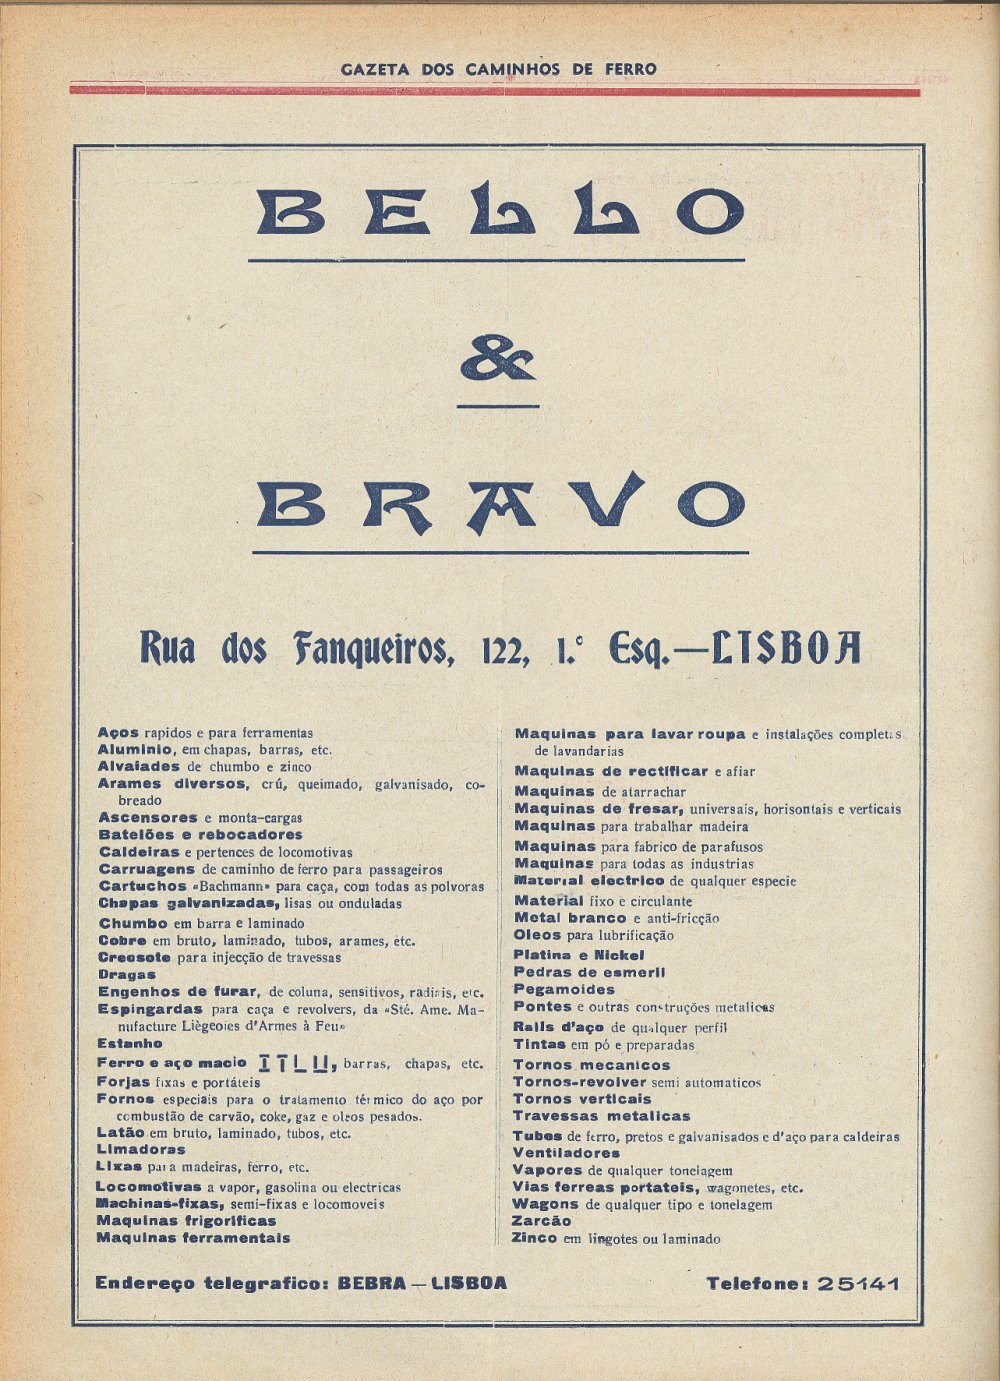 GAZETA DOS CAMINHOS DE FERRO
BELLO
&
BRAVO
Rua dos Fanqueiros, 122, 1.º Esq.—LISBOA
Aços rapidos e para ferramentas
Aluminio, em chapas, barras, etc.
Alvaiades de chumbo e zinco
Arames diversos, crú, queimado, galvanisado, co-
breado
Ascensores e monta-cargas
Batelões e rebocadores
Caldeiras e pertences de locomotivas
Carruagens de caminho de ferro para passageiros
Cartuchos «Bachmann» para caça, com todas as polvoras
Chapas galvanizadas, lisas ou onduladas
Chumbo em barra e laminado
Cobre em bruto, laminado, tubos, arames, etc.
Creosote para injecção de travessas
Dragas
Engenhos de furar, de coluna, sensitivos, radiais, etc.
Espingardas para caça e revolvers, da «Sté. Ame. Ma-
nufacture Liègeoies d'Armes à Feu»
Estanho
Ferro e aço macio I T L U, barras, chapas, etc.
Forjas fixas e portáteis
Fornos especiais para o tratamento térmico do aço por
combustão de carvão, coke, gaz e oleos pesados.
Latão em bruto, laminado, tubos, etc.
Limadoras
Lixas para madeiras, ferro, etc.
Locomotivas a vapor, gasolina ou electricas
Machinas-fixas, semi-fixas e locomoveis
Maquinas frigorificas
Maquinas ferramentais
Maquinas para lavar roupa e instalações completas
de lavandarias
Maquinas de rectificar e afiar
Maquinas de atarrachar
Maquinas de fresar, universais, horisontais e verticais
Maquinas para trabalhar madeira
Maquinas para fabrico de parafusos
Maquinas para todas as industrias
Material electrico de qualquer especie
Material fixo e circulante
Metal branco e anti-fricção
Oleos para lubrificação
Platina e Nickel
Pedras de esmeril
Pegamoides
Pontes e outras construções metalicas
Rails d'aço de qualquer perfil
Tintas em pó e preparadas
Tornos mecanicos
Tornos-revolver semi automaticos
Tornos verticais
Travessas metalicas
Tubos de ferro, pretos e galvanisados e d'aço para caldeiras
Ventiladores
Vapores de qualquer tonelagem
Vias ferreas portateis, wagonetes, etc.
Wagons de qualquer tipo e tonelagem
Zarcão
Zinco em lingotes ou laminado
Endereço telegrafico: BEBRA — LISBOA
Telefone: 25141